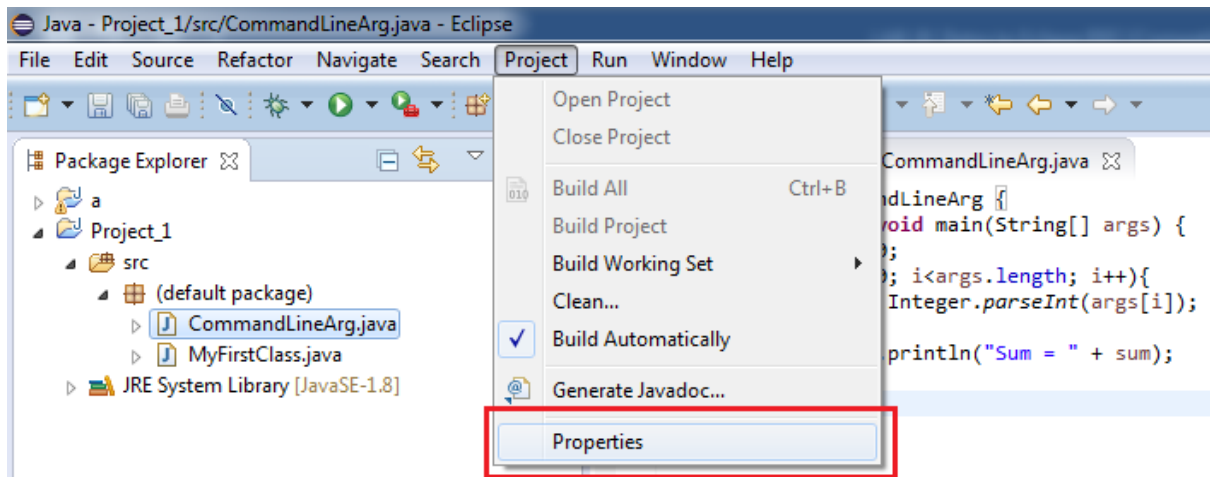 Java - Project_1/src/CommandLineArg.java - Eclipse
File Edit Source Refactor Navigate Search Project Run Window Help
Package Explorer
a
Project_1
src
(default package)
CommandLineArg.java
MyFirstClass.java
JRE System Library [JavaSE-1.8]
Open Project
Close Project
Build All Ctrl+B
Build Project
Build Working Set
Clean...
Build Automatically
Generate Javadoc...
Properties
CommandLineArg.java
ndLineArg {
void main(String[] args) {
0;
0; i<args.length; i++){
Integer.parseInt(args[i]);
.println("Sum = " + sum);